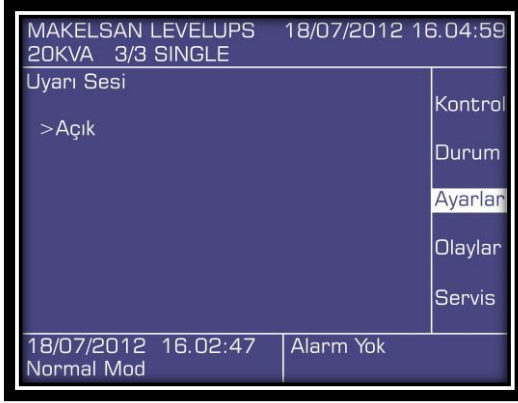 MAKELSAN LEVELUPS 18/07/2012 16.04:59
20KVA 3/3 SINGLE
Uyarı Sesi
>Açık
Kontrol
Durum
Ayarlar
Olaylar
Servis
18/07/2012 16.02:47 Alarm Yok
Normal Mod